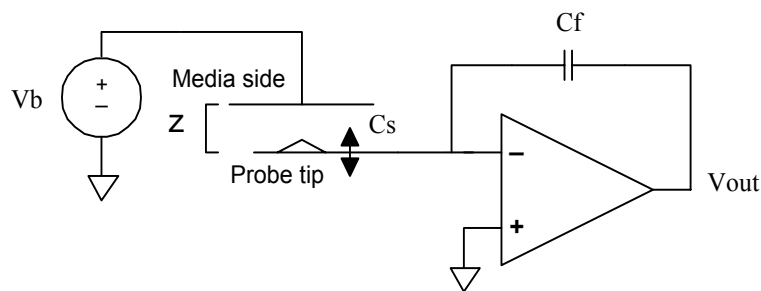 Cf
Vb
+
−
Media side
Z
Cs
Probe tip
−
+
Vout